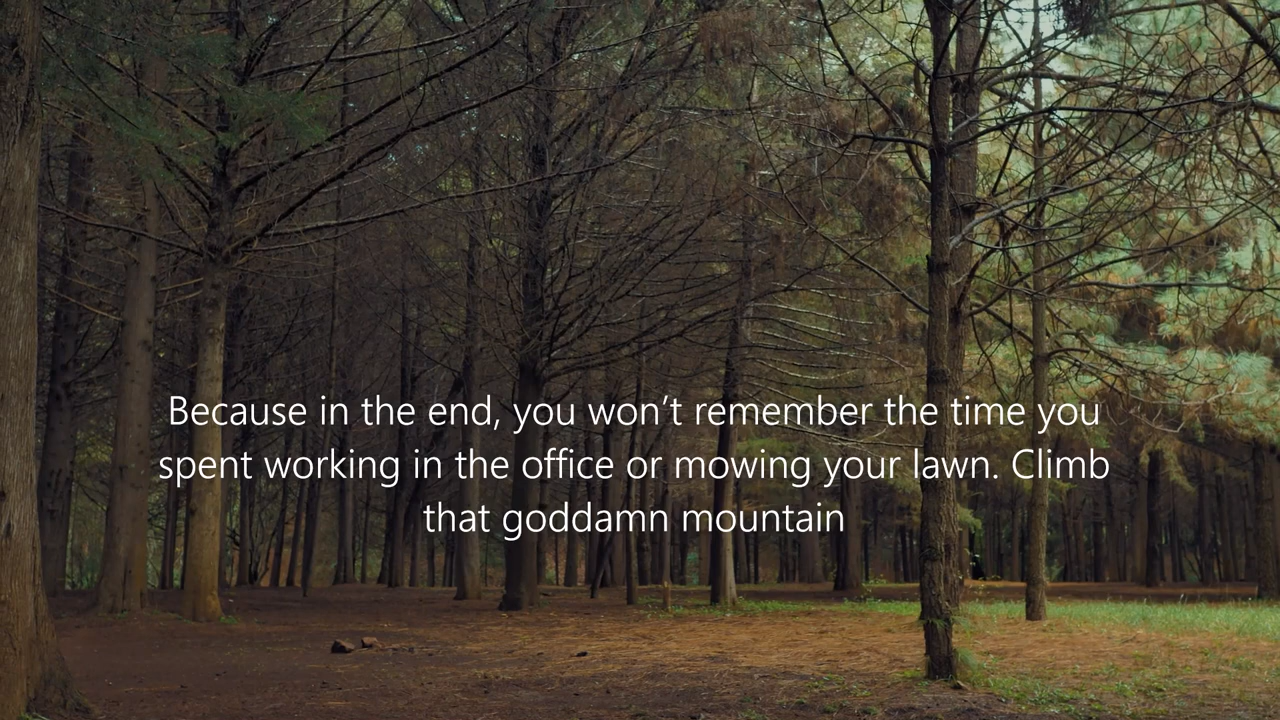 Because in the end, you won’t remember the time you
spent working in the office or mowing your lawn. Climb
that goddamn mountain